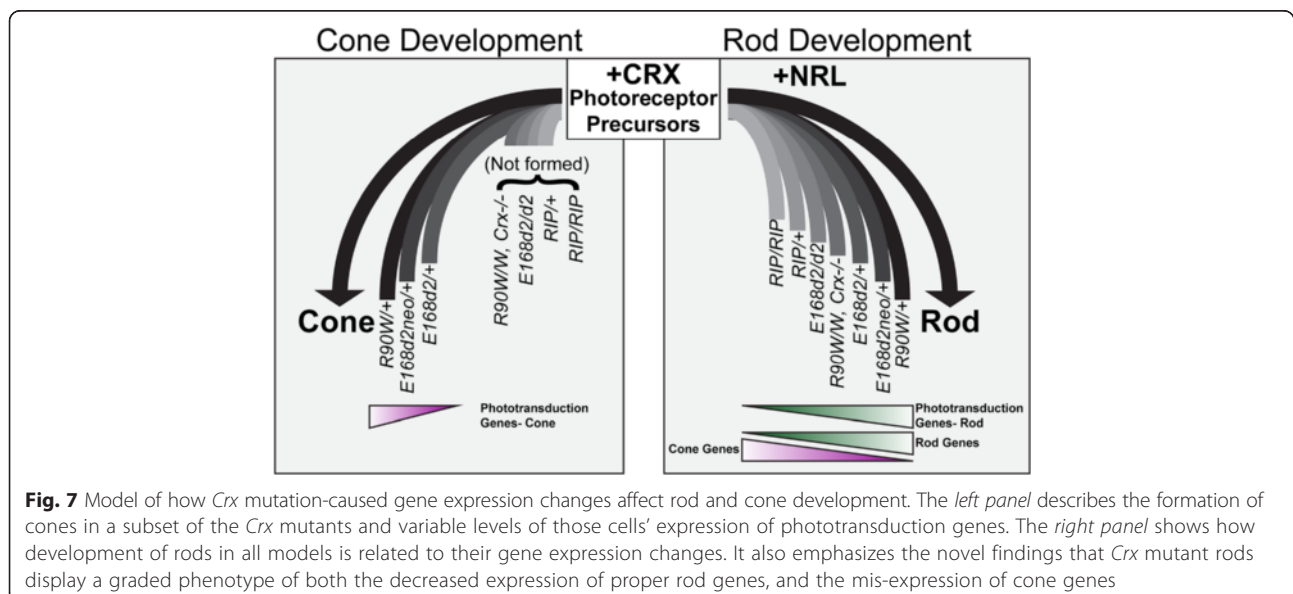 Cone Development
Rod Development
+CRX
Photoreceptor
Precursors
+NRL
(Not formed)
R90W/W, Crx-/-
E168d2/d2
RIP/+
RIP/RIP
Cone
R90W/+
E168d2neo/+
E168d2/+
Phototransduction
Genes- Cone
RIP/RIP
RIP/+
E168d2/d2
R90W/W, Crx-/-
E168d2/+
E168d2neo/+
R90W/+
Rod
Phototransduction
Genes- Rod
Rod Genes
Cone Genes
Fig. 7 Model of how Crx mutation-caused gene expression changes affect rod and cone development. The left panel describes the formation of
cones in a subset of the Crx mutants and variable levels of those cells' expression of phototransduction genes. The right panel shows how
development of rods in all models is related to their gene expression changes. It also emphasizes the novel findings that Crx mutant rods
display a graded phenotype of both the decreased expression of proper rod genes, and the mis-expression of cone genes